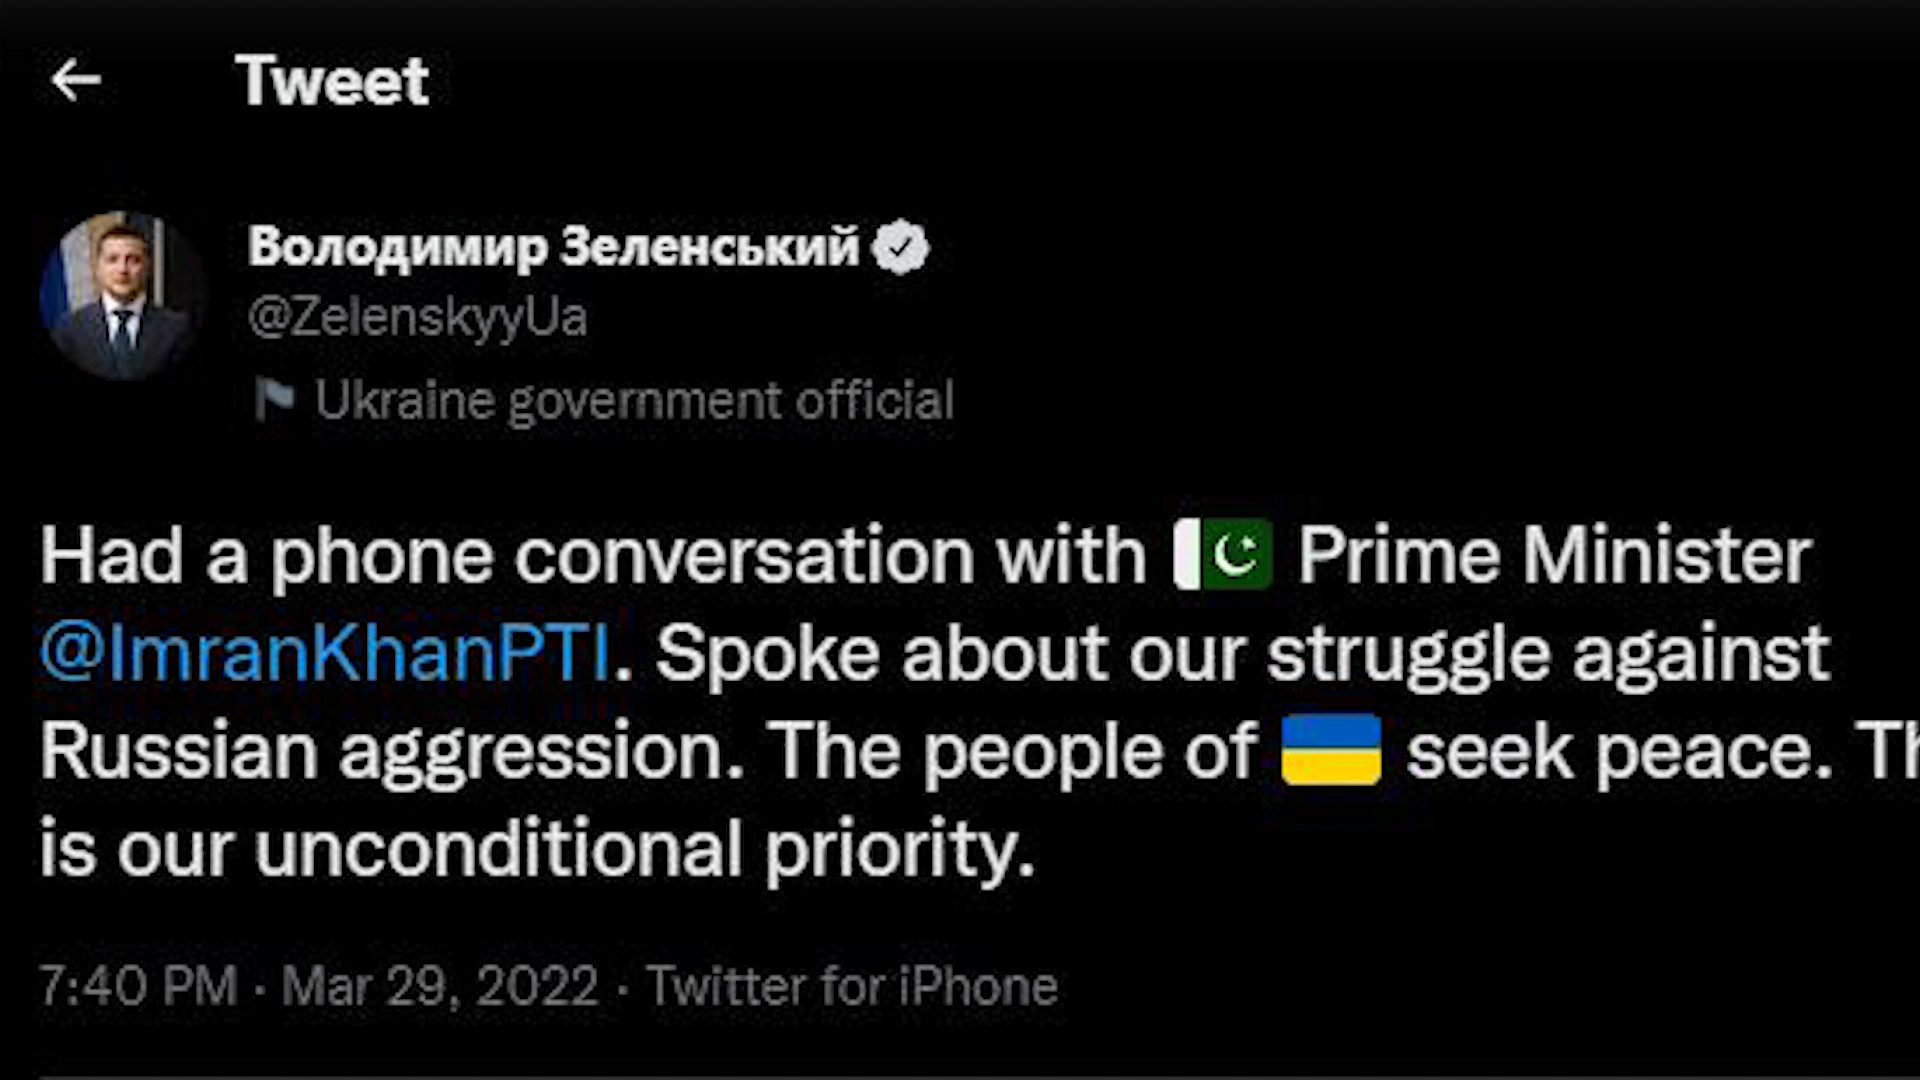 Tweet
Володимир Зеленський
@ZelenskyyUa
Ukraine government official
Had a phone conversation with 🇵🇰 Prime Minister
@ImranKhanPTI. Spoke about our struggle against
Russian aggression. The people of 🇺🇦 seek peace.
is our unconditional priority.
7:40 PM · Mar 29, 2022 · Twitter for iPhone